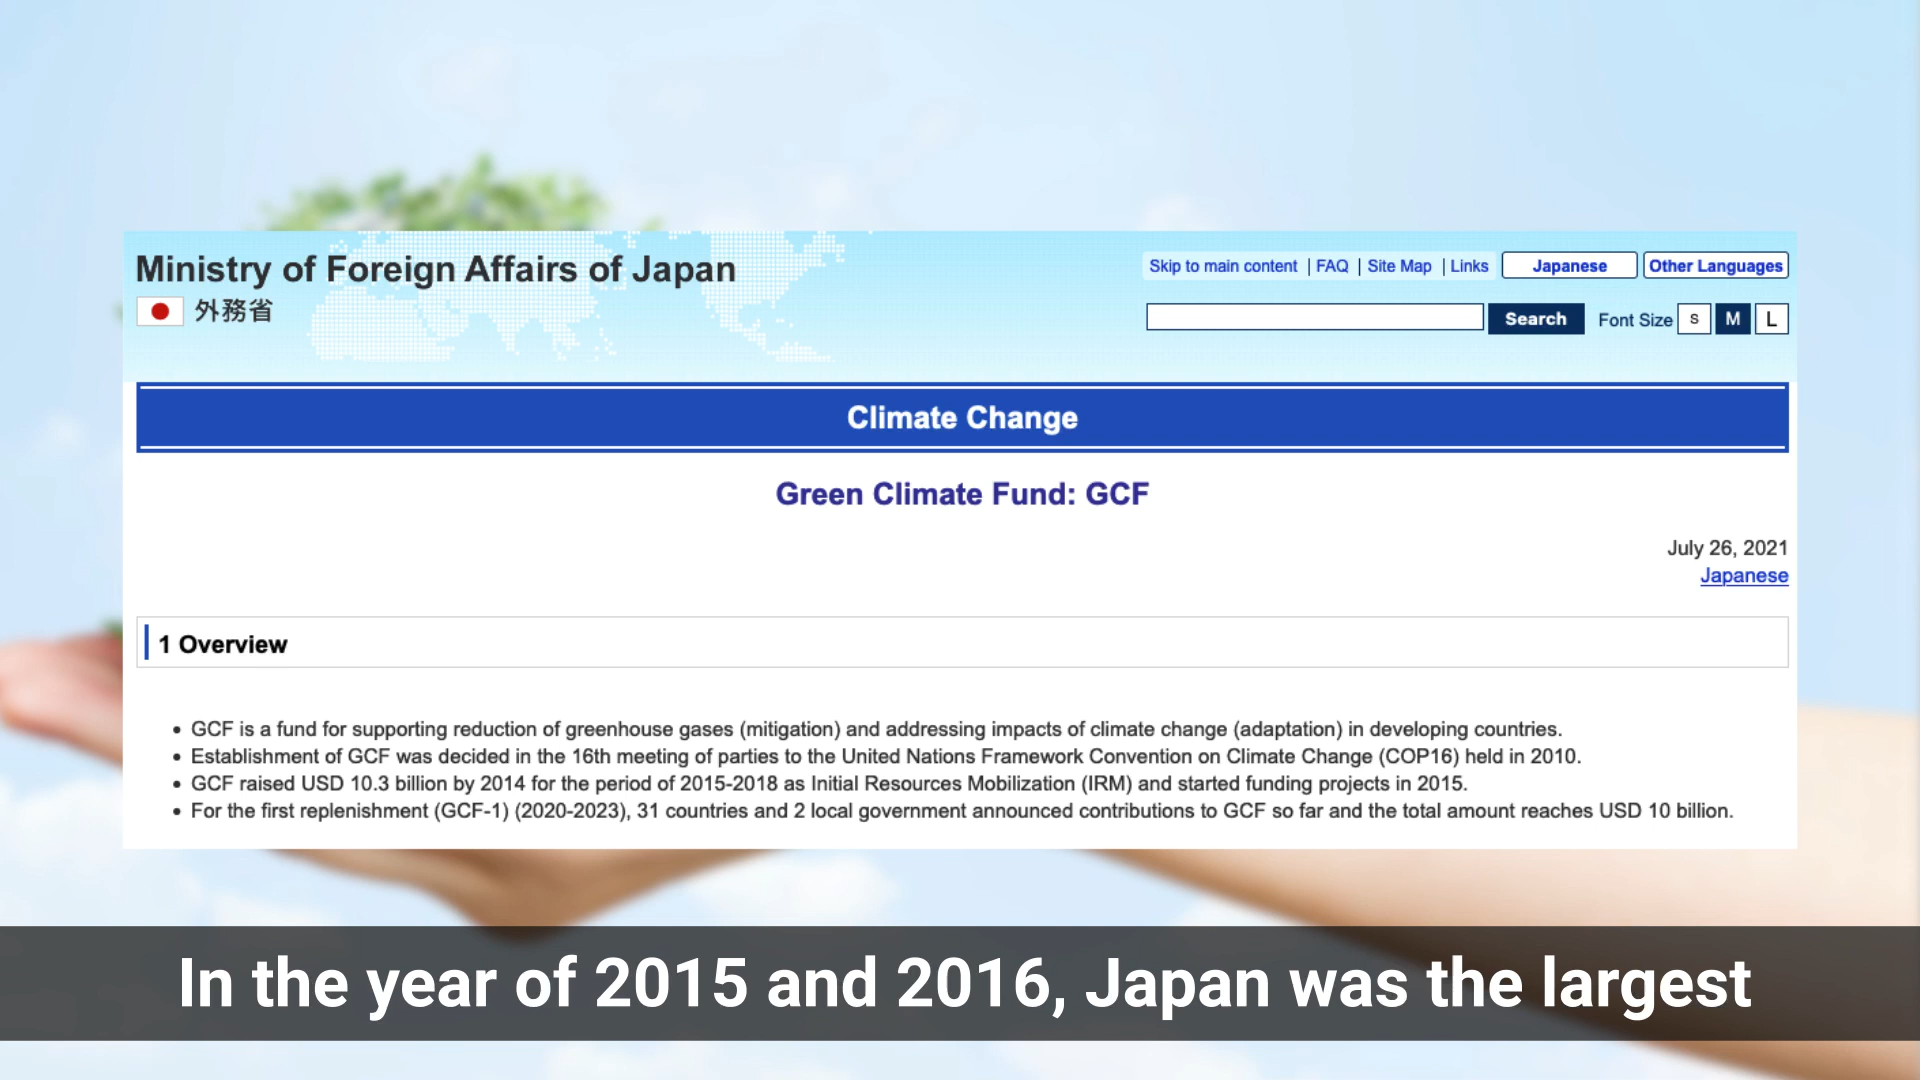 Ministry of Foreign Affairs of Japan
外務省
Skip to main content | FAQ | Site Map | Links Japanese Other Languages
Search Font Size S M L
Climate Change
Green Climate Fund: GCF
July 26, 2021
Japanese
1 Overview
• GCF is a fund for supporting reduction of greenhouse gases (mitigation) and addressing impacts of climate change (adaptation) in developing countries.
• Establishment of GCF was decided in the 16th meeting of parties to the United Nations Framework Convention on Climate Change (COP16) held in 2010.
• GCF raised USD 10.3 billion by 2014 for the period of 2015-2018 as Initial Resources Mobilization (IRM) and started funding projects in 2015.
• For the first replenishment (GCF-1) (2020-2023), 31 countries and 2 local government announced contributions to GCF so far and the total amount reaches USD 10 billion.
In the year of 2015 and 2016, Japan was the largest